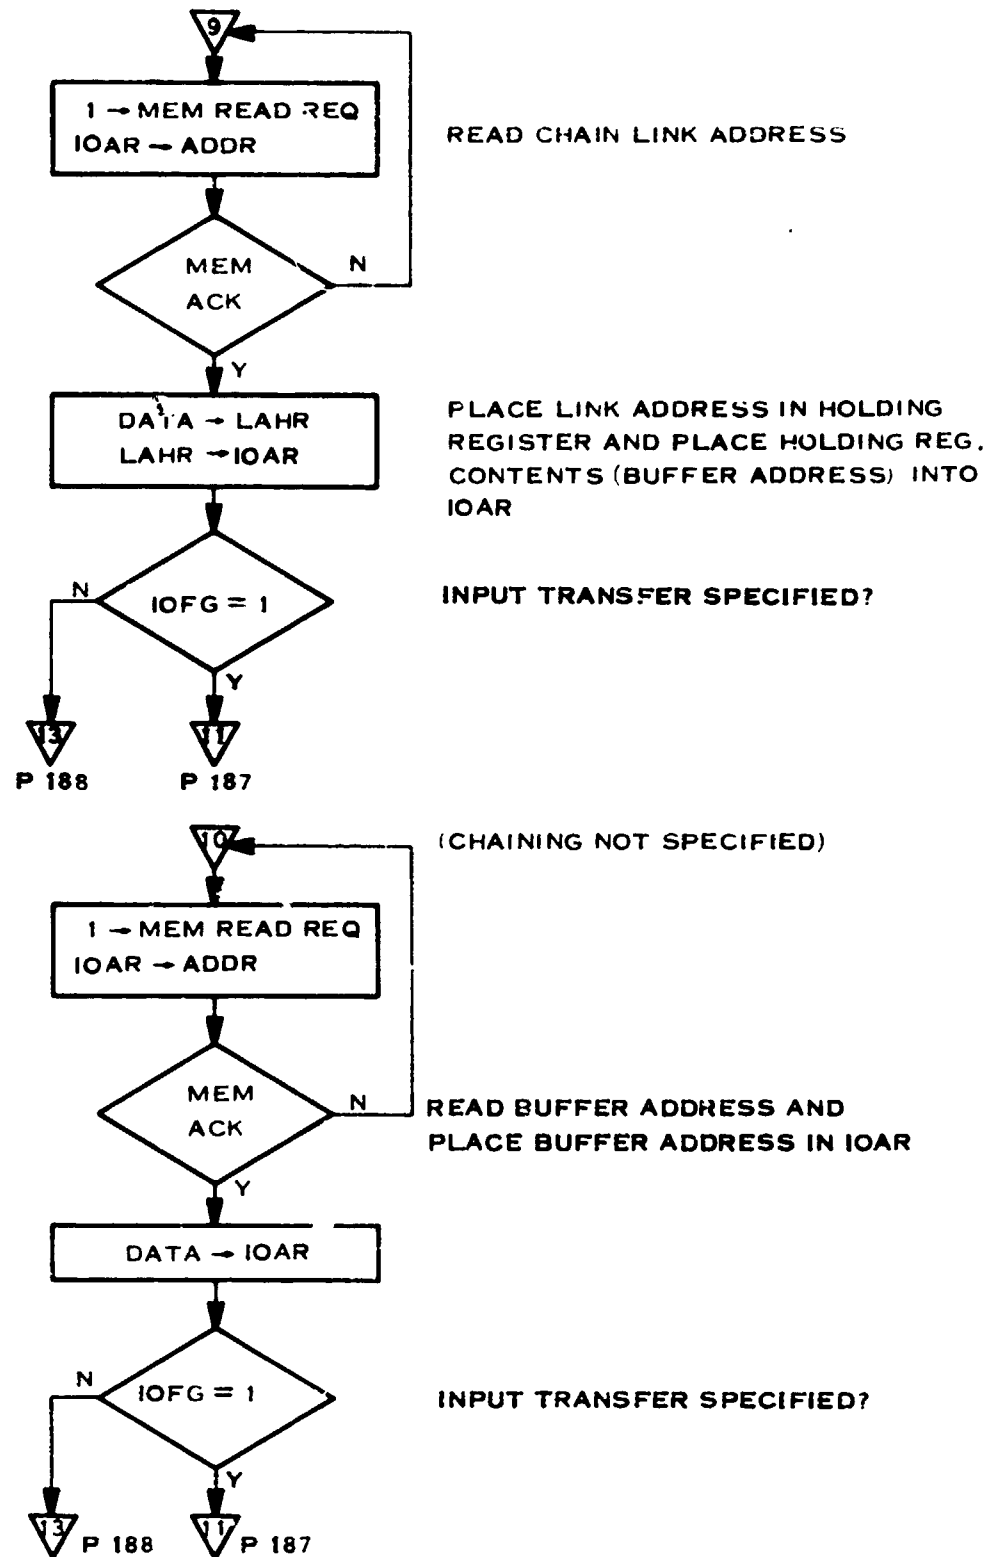 9
1 → MEM READ REQ
IOAR → ADDR
READ CHAIN LINK ADDRESS
MEM
ACK
N
Y
DATA → LAHR
LAHR → IOAR
PLACE LINK ADDRESS IN HOLDING
REGISTER AND PLACE HOLDING REG.
CONTENTS (BUFFER ADDRESS) INTO
IOAR
N
IOFG = 1
INPUT TRANSFER SPECIFIED?
Y
13
11
P 188
P 187
10
(CHAINING NOT SPECIFIED)
1 → MEM READ REQ
IOAR → ADDR
MEM
ACK
N
READ BUFFER ADDRESS AND
PLACE BUFFER ADDRESS IN IOAR
Y
DATA → IOAR
N
IOFG = 1
INPUT TRANSFER SPECIFIED?
Y
13
P 188
11
P 187